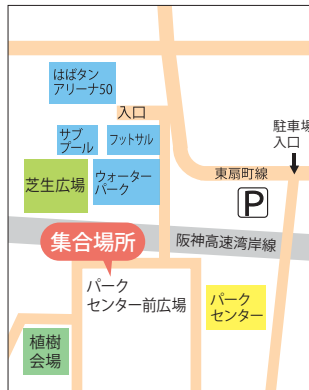 はばタン
アリーナ50
入口
サブ
プール
フットサル
駐車場
入口
芝生広場
ウォーター
パーク
東扇町線
P
集合場所
阪神高速湾岸線
パーク
センター前広場
パーク
センター
植樹
会場